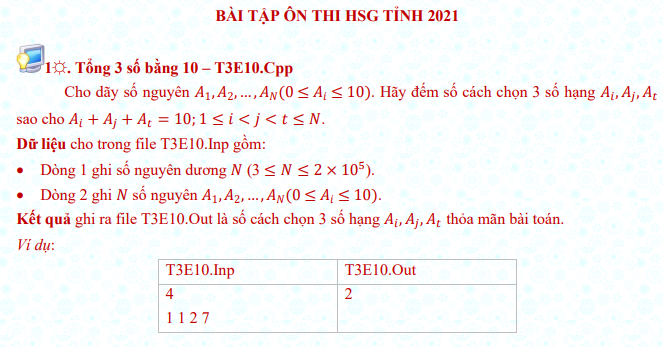 BÀI TẬP ÔN THI HSG TỈNH 2021
1☼. Tổng 3 số bằng 10 – T3E10.Cpp
Cho dãy số nguyên A₁, A₂, ..., A_N(0 ≤ Aᵢ ≤ 10). Hãy đếm số cách chọn 3 số hạng Aᵢ, Aⱼ, Aₜ
sao cho Aᵢ + Aⱼ + Aₜ = 10; 1 ≤ i < j < t ≤ N.
Dữ liệu cho trong file T3E10.Inp gồm:
• Dòng 1 ghi số nguyên dương N (3 ≤ N ≤ 2 × 10⁵).
• Dòng 2 ghi N số nguyên A₁, A₂, ..., A_N(0 ≤ Aᵢ ≤ 10).
Kết quả ghi ra file T3E10.Out là số cách chọn 3 số hạng Aᵢ, Aⱼ, Aₜ thỏa mãn bài toán.
Ví dụ:
T3E10.Inp T3E10.Out
4 2
1 1 2 7